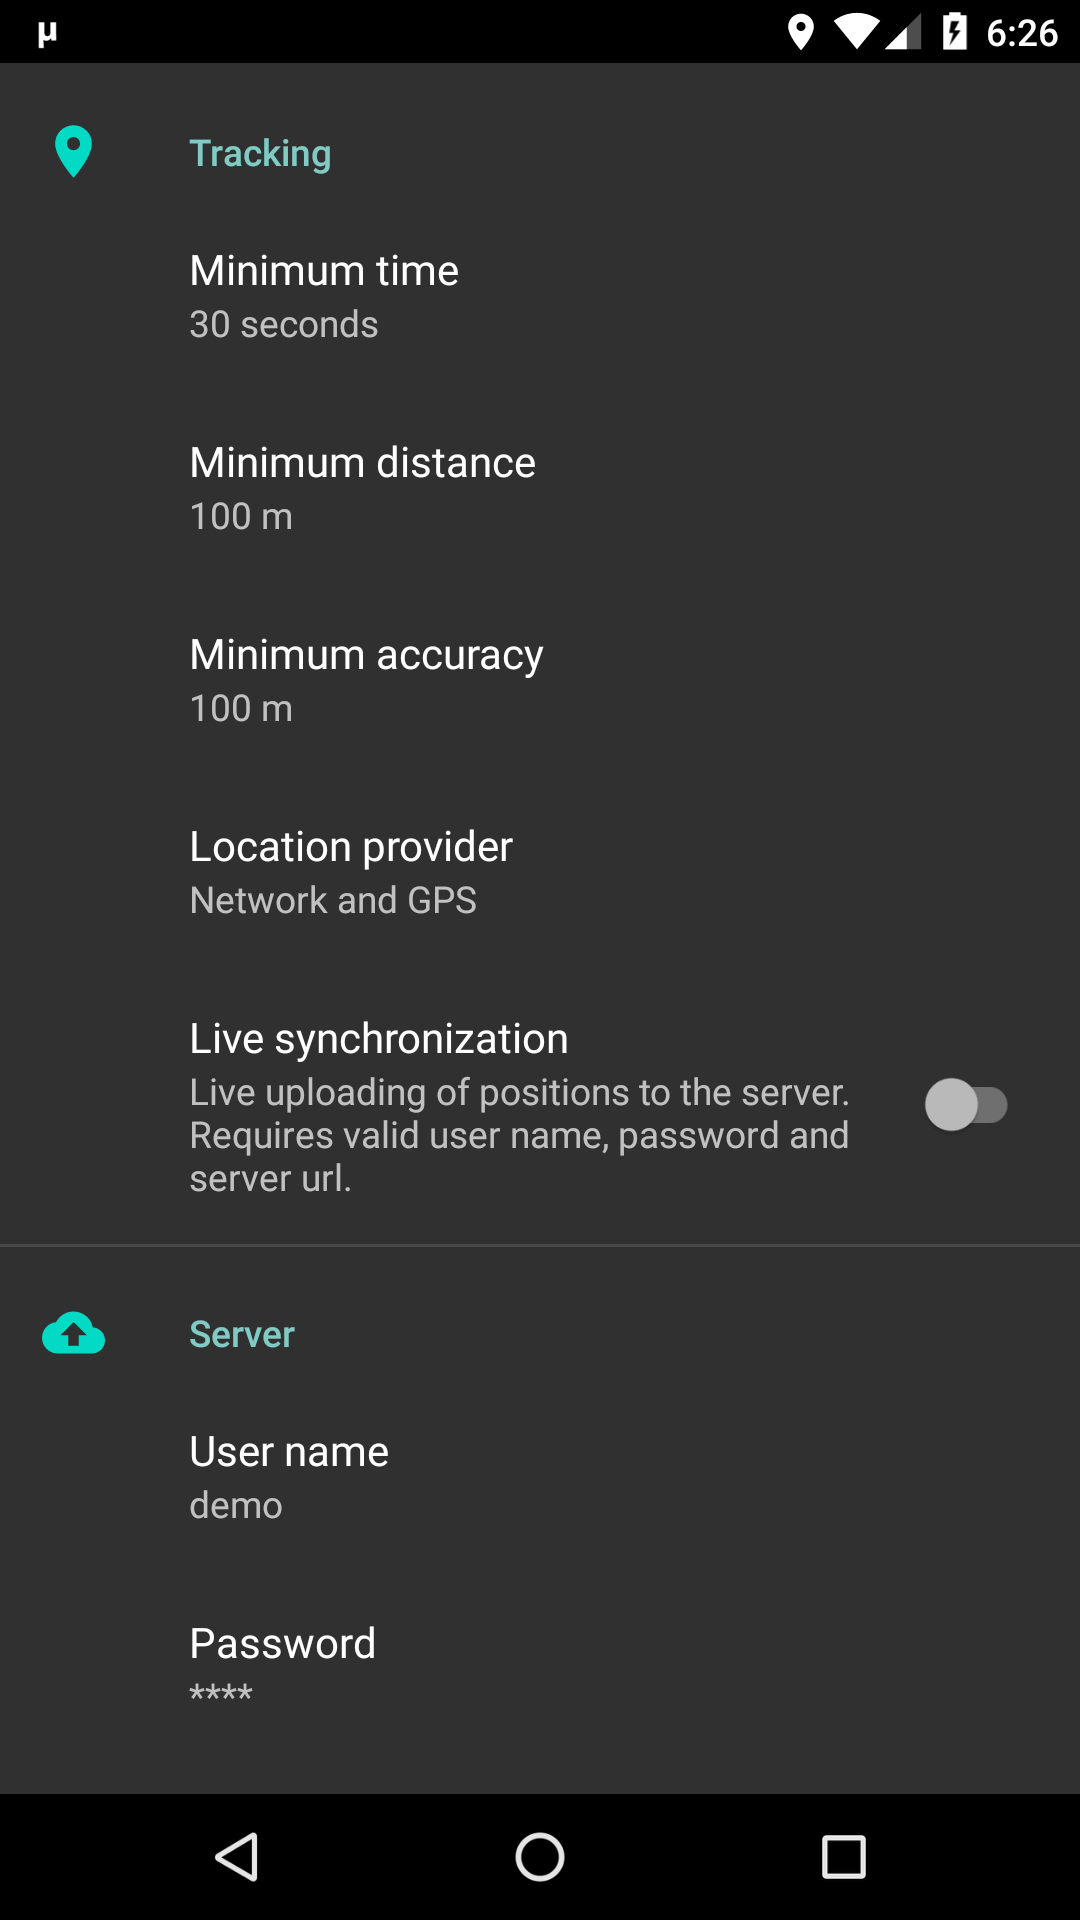 µ 6:26
Tracking
Minimum time
30 seconds
Minimum distance
100 m
Minimum accuracy
100 m
Location provider
Network and GPS
Live synchronization
Live uploading of positions to the server.
Requires valid user name, password and
server url.
Server
User name
demo
Password
****